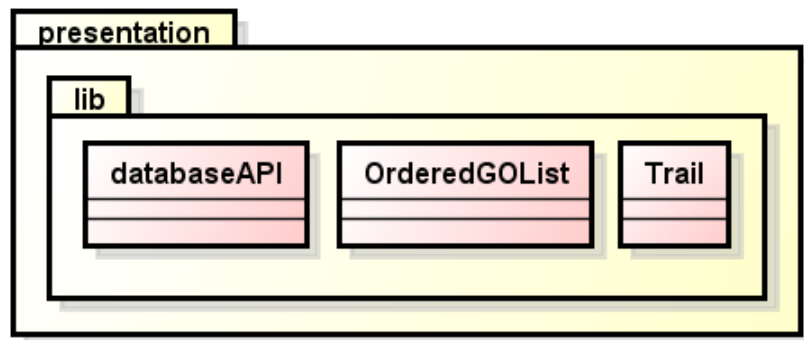 presentation
lib
databaseAPI
OrderedGOList
Trail